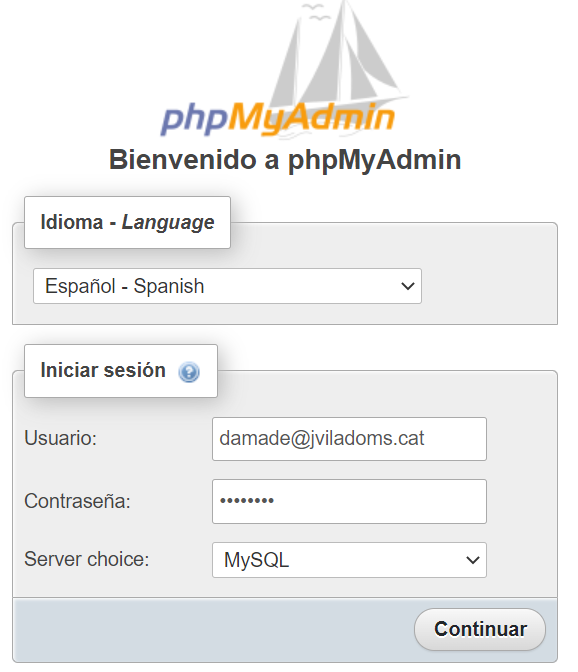 phpMyAdmin
Bienvenido a phpMyAdmin
Idioma - Language
Español - Spanish
Iniciar sesión
Usuario: damade@jviladoms.cat
Contraseña: ••••••••
Server choice: MySQL
Continuar